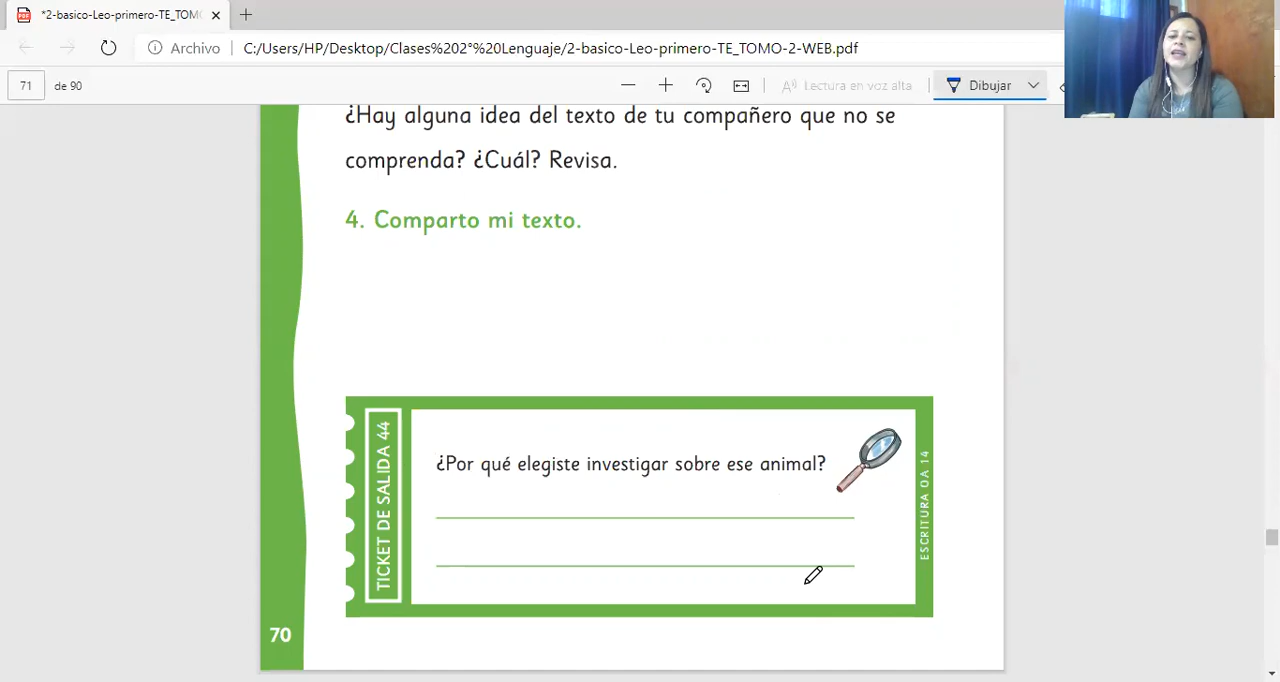 *2-basico-Leo-primero-TE_TOMO
Archivo
C:/Users/HP/Desktop/Clases%202°%20Lenguaje/2-basico-Leo-primero-TE_TOMO-2-WEB.pdf
71 de 90
Lectura en voz alta
Dibujar
¿Hay alguna idea del texto de tu compañero que no se
comprenda? ¿Cuál? Revisa.
4. Comparto mi texto.
TICKET DE SALIDA 44
¿Por qué elegiste investigar sobre ese animal?
ESCRITURA OA 14
70